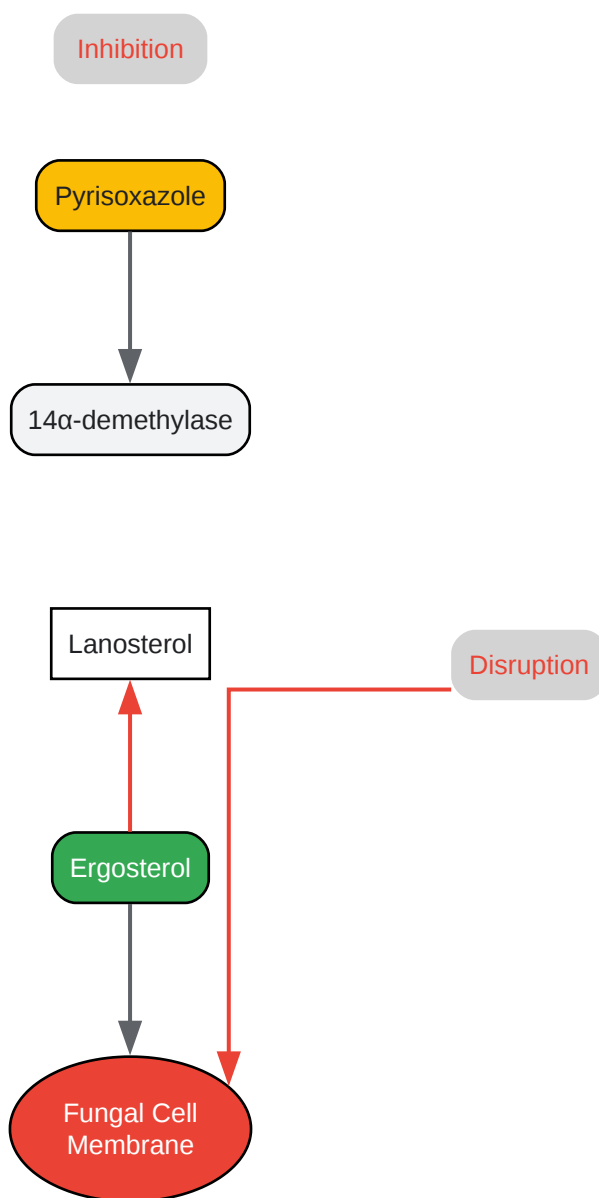 Inhibition
Pyrisoxazole
14α-demethylase
Lanosterol
Disruption
Ergosterol
Fungal Cell
Membrane